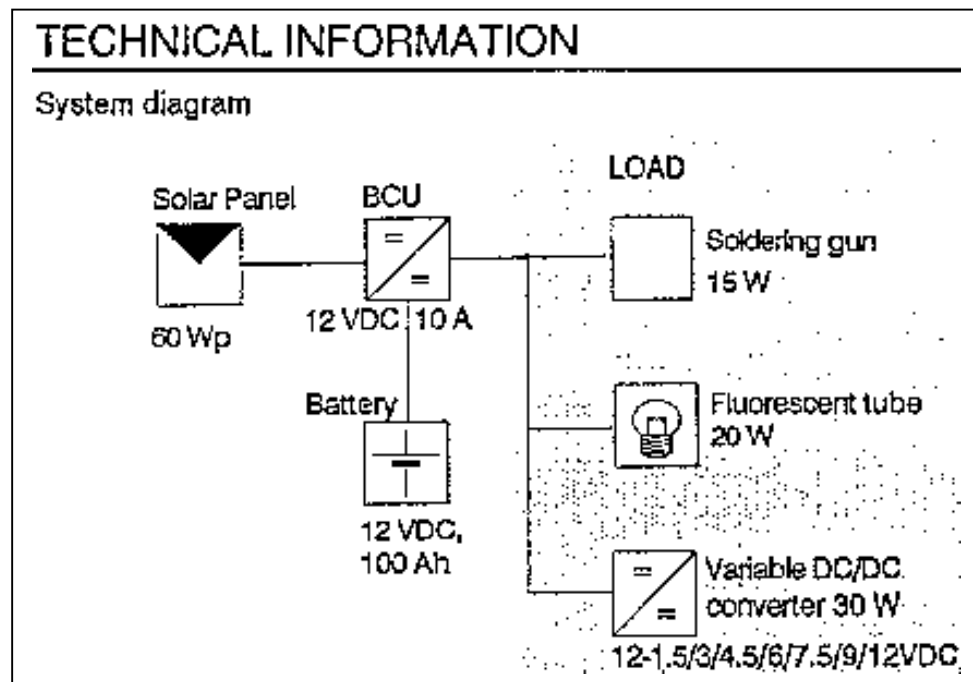 TECHNICAL INFORMATION
System diagram
LOAD
Solar Panel
BCU
Soldering gun
15 W
12 VDC, 10 A
60 Wp
Battery
Fluorescent tube
20 W
12 VDC,
100 Ah
Variable DC/DC
converter 30 W
12-1.5/3/4.5/6/7.5/9/12VDC